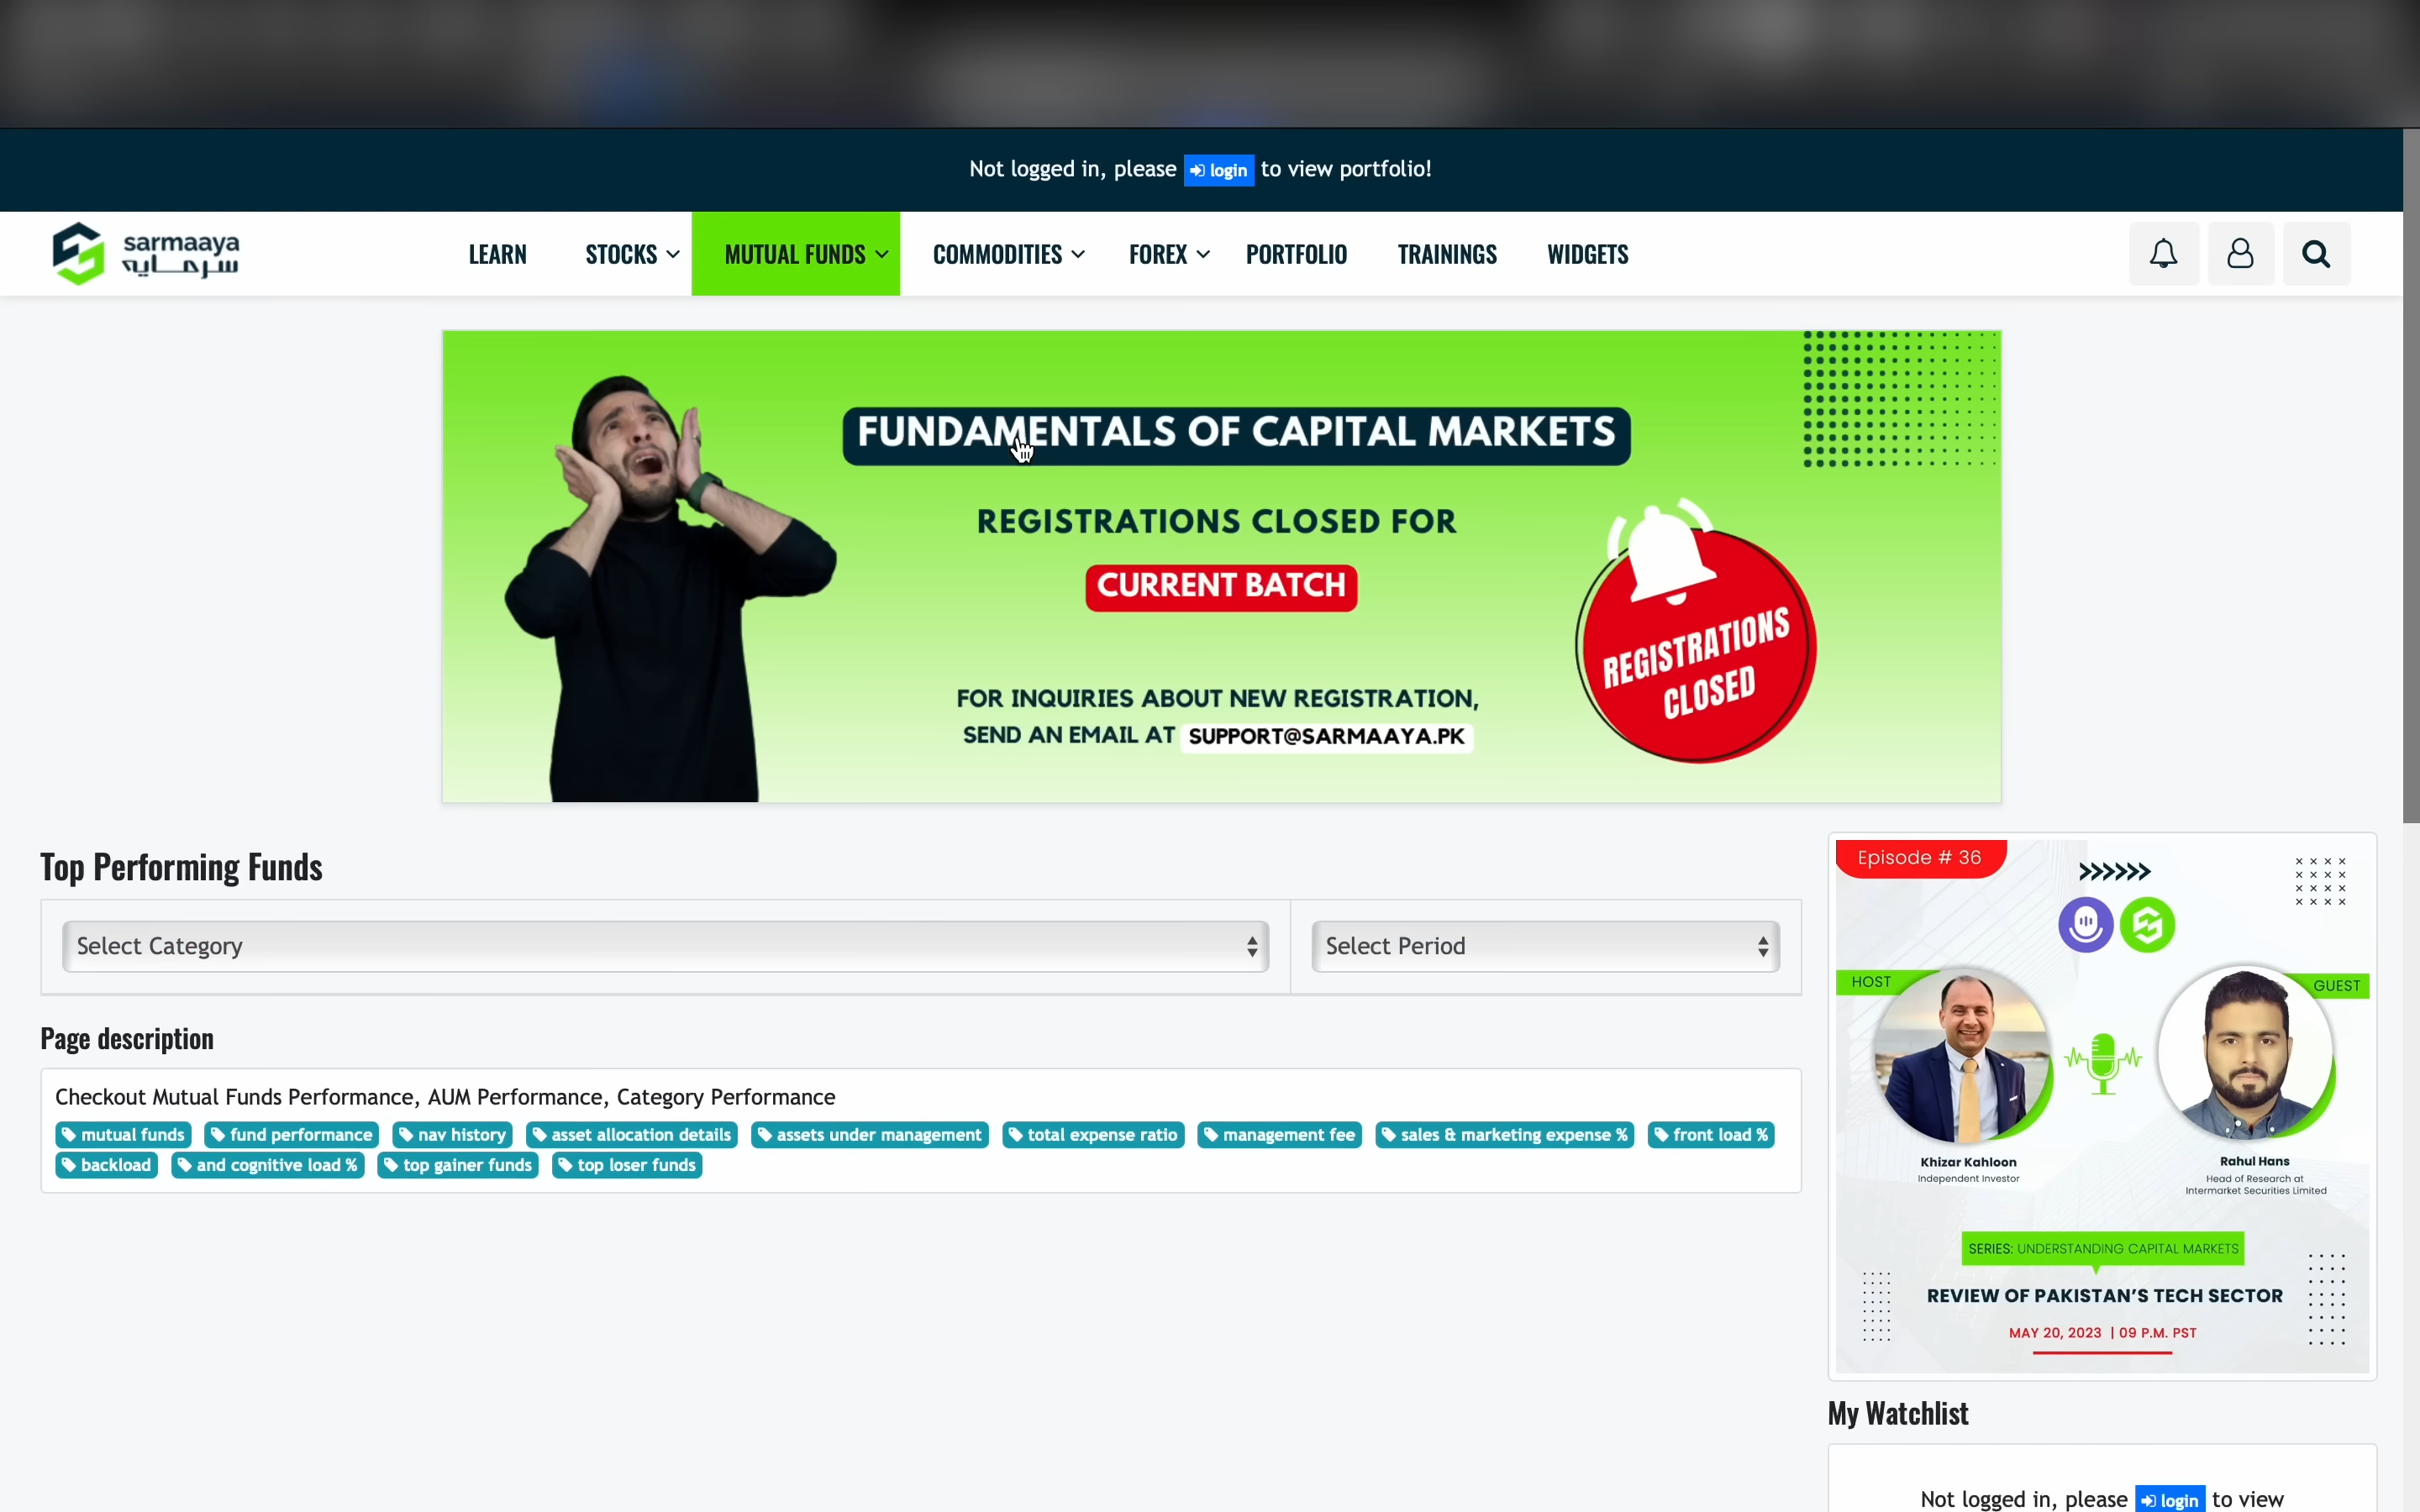 Not logged in, please login to view portfolio!
sarmaaya
سرمایہ
LEARN STOCKS MUTUAL FUNDS COMMODITIES FOREX PORTFOLIO TRAININGS WIDGETS
FUNDAMENTALS OF CAPITAL MARKETS
REGISTRATIONS CLOSED FOR
CURRENT BATCH
FOR INQUIRIES ABOUT NEW REGISTRATION,
SEND AN EMAIL AT SUPPORT@SARMAAYA.PK
REGISTRATIONS
CLOSED
Top Performing Funds
Select Category Select Period
Page description
Checkout Mutual Funds Performance, AUM Performance, Category Performance
mutual funds fund performance nav history asset allocation details assets under management total expense ratio management fee sales & marketing expense % front load %
backload and cognitive load % top gainer funds top loser funds
Episode # 36
HOST GUEST
Khizar Kahloon
Independent Investor
Rahul Hans
Head of Research at
Intermarket Securities Limited
SERIES: UNDERSTANDING CAPITAL MARKETS
REVIEW OF PAKISTAN'S TECH SECTOR
MAY 20, 2023 | 09 P.M. PST
My Watchlist
Not logged in, please login to view